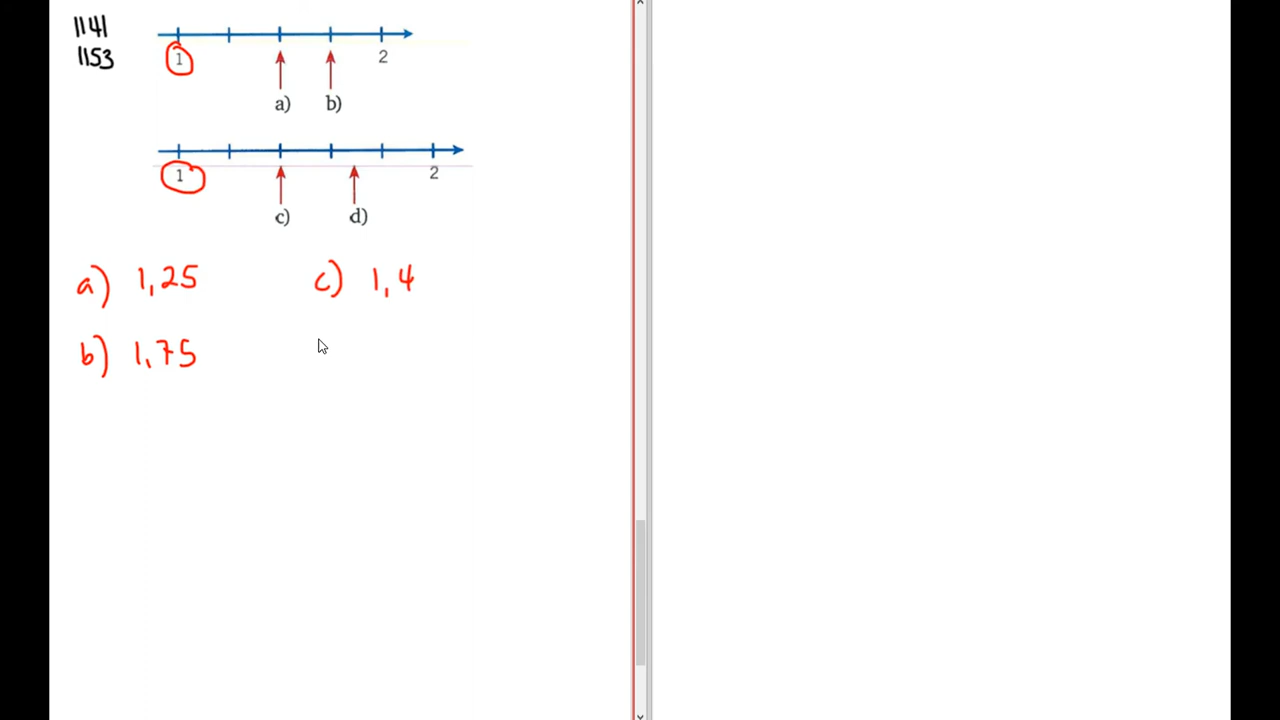 1141
1153
1 2
a) b)
1 2
c) d)
a) 1,25 c) 1,4
b) 1,75